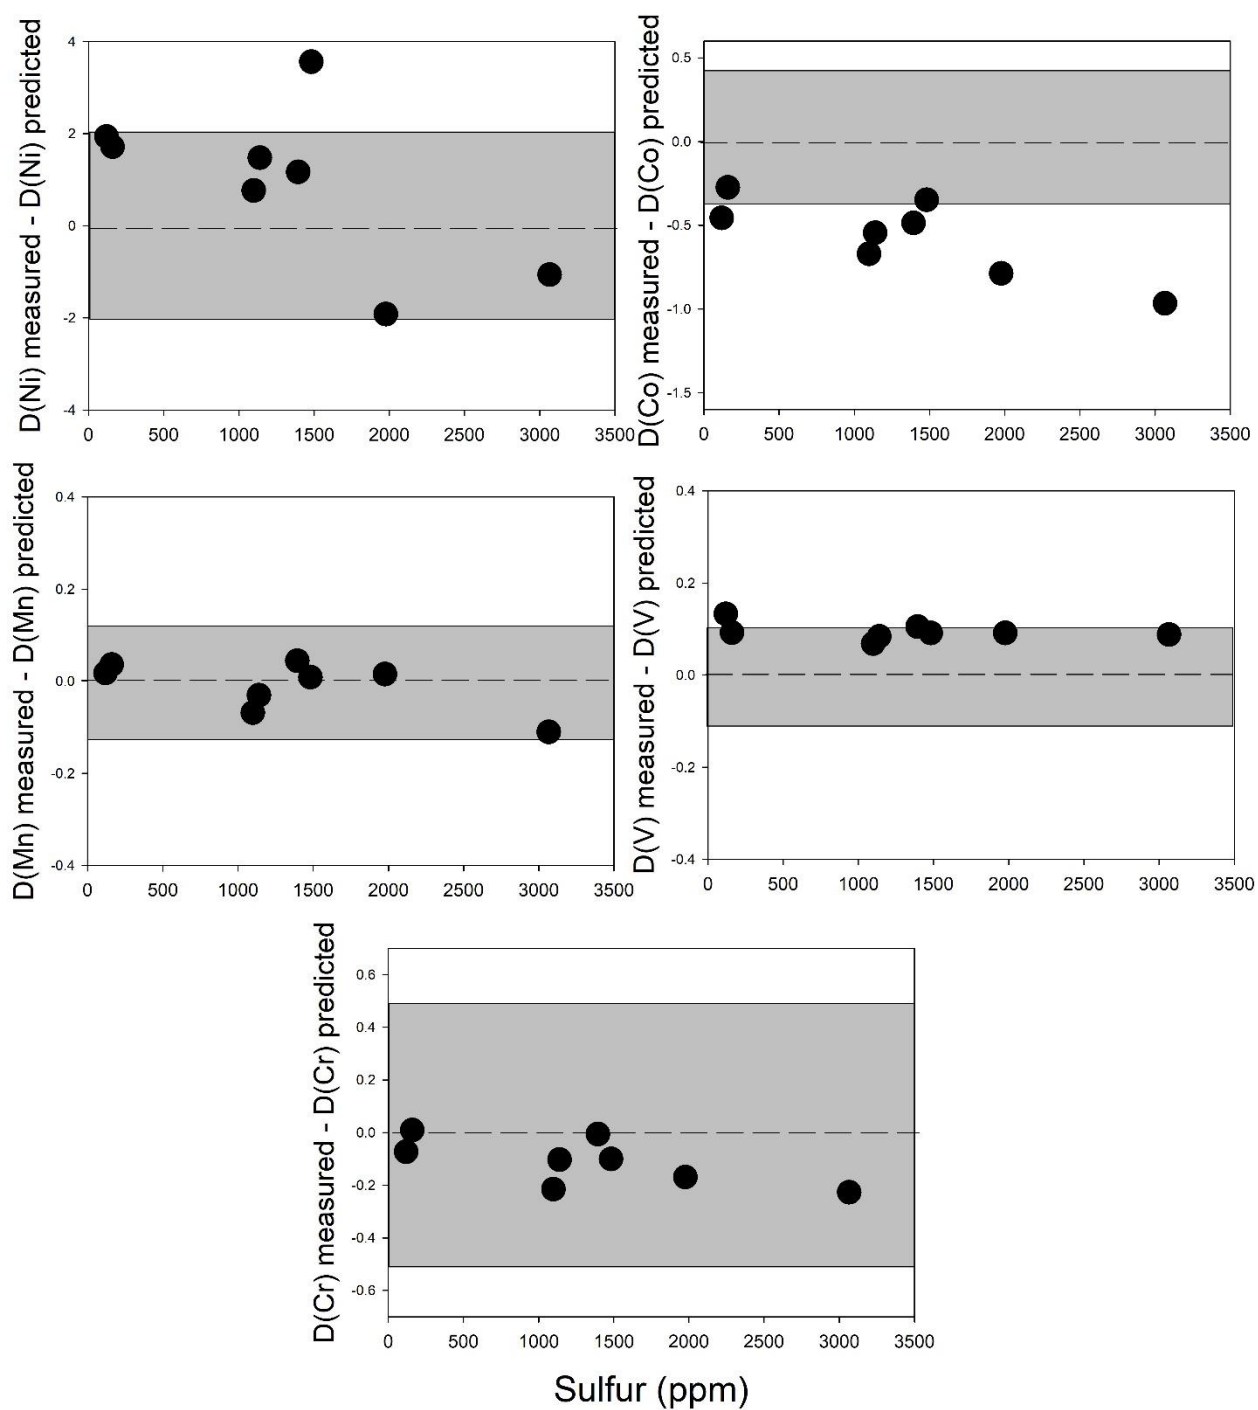 D(Ni) measured - D(Ni) predicted
4
2
0
-2
-4
0 500 1000 1500 2000 2500 3000 3500
D(Co) measured - D(Co) predicted
0.5
0.0
-0.5
-1.0
-1.5
0 500 1000 1500 2000 2500 3000 3500
D(Mn) measured - D(Mn) predicted
0.4
0.2
0.0
-0.2
-0.4
0 500 1000 1500 2000 2500 3000 3500
D(V) measured - D(V) predicted
0.4
0.2
0.0
-0.2
-0.4
0 500 1000 1500 2000 2500 3000 3500
D(Cr) measured - D(Cr) predicted
0.6
0.4
0.2
0.0
-0.2
-0.4
-0.6
0 500 1000 1500 2000 2500 3000 3500
Sulfur (ppm)